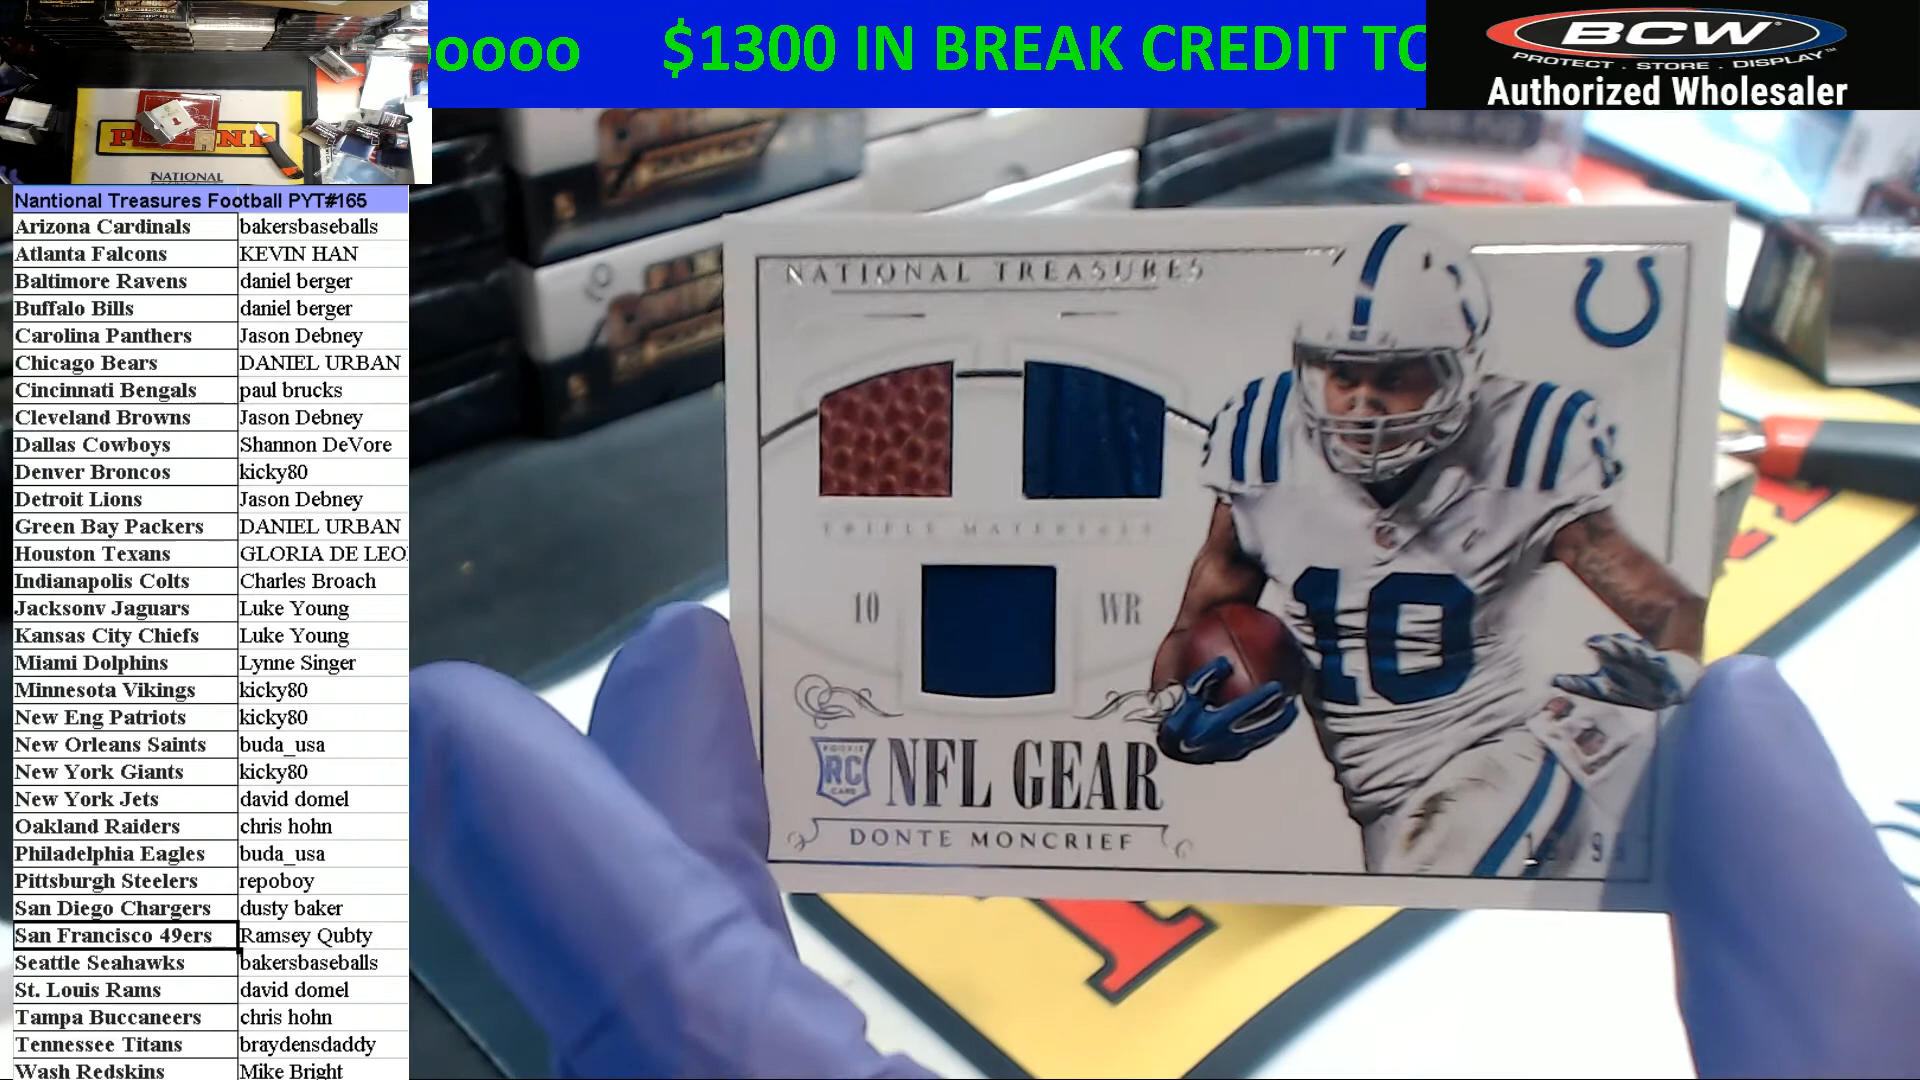 oooo $1300 IN BREAK CREDIT TO
BCW
PROTECT . STORE . DISPLAY
Authorized Wholesaler
NATIONAL
Nantional Treasures Football PYT#165
Arizona Cardinals bakersbaseballs
Atlanta Falcons KEVIN HAN
Baltimore Ravens daniel berger
Buffalo Bills daniel berger
Carolina Panthers Jason Debney
Chicago Bears DANIEL URBAN
Cincinnati Bengals paul brucks
Cleveland Browns Jason Debney
Dallas Cowboys Shannon DeVore
Denver Broncos kicky80
Detroit Lions Jason Debney
Green Bay Packers DANIEL URBAN
Houston Texans GLORIA DE LEO
Indianapolis Colts Charles Broach
Jacksonv Jaguars Luke Young
Kansas City Chiefs Luke Young
Miami Dolphins Lynne Singer
Minnesota Vikings kicky80
New Eng Patriots kicky80
New Orleans Saints buda_usa
New York Giants kicky80
New York Jets david domel
Oakland Raiders chris hohn
Philadelphia Eagles buda_usa
Pittsburgh Steelers repoboy
San Diego Chargers dusty baker
San Francisco 49ers Ramsey Qubty
Seattle Seahawks bakersbaseballs
St. Louis Rams david domel
Tampa Buccaneers chris hohn
Tennessee Titans braydensdaddy
Wash Redskins Mike Bright
NATIONAL TREASURES
TRIPLE MATERIALS
10 WR
10
ROOKIE
RC
CARD
NFL GEAR
DONTE MONCRIEF